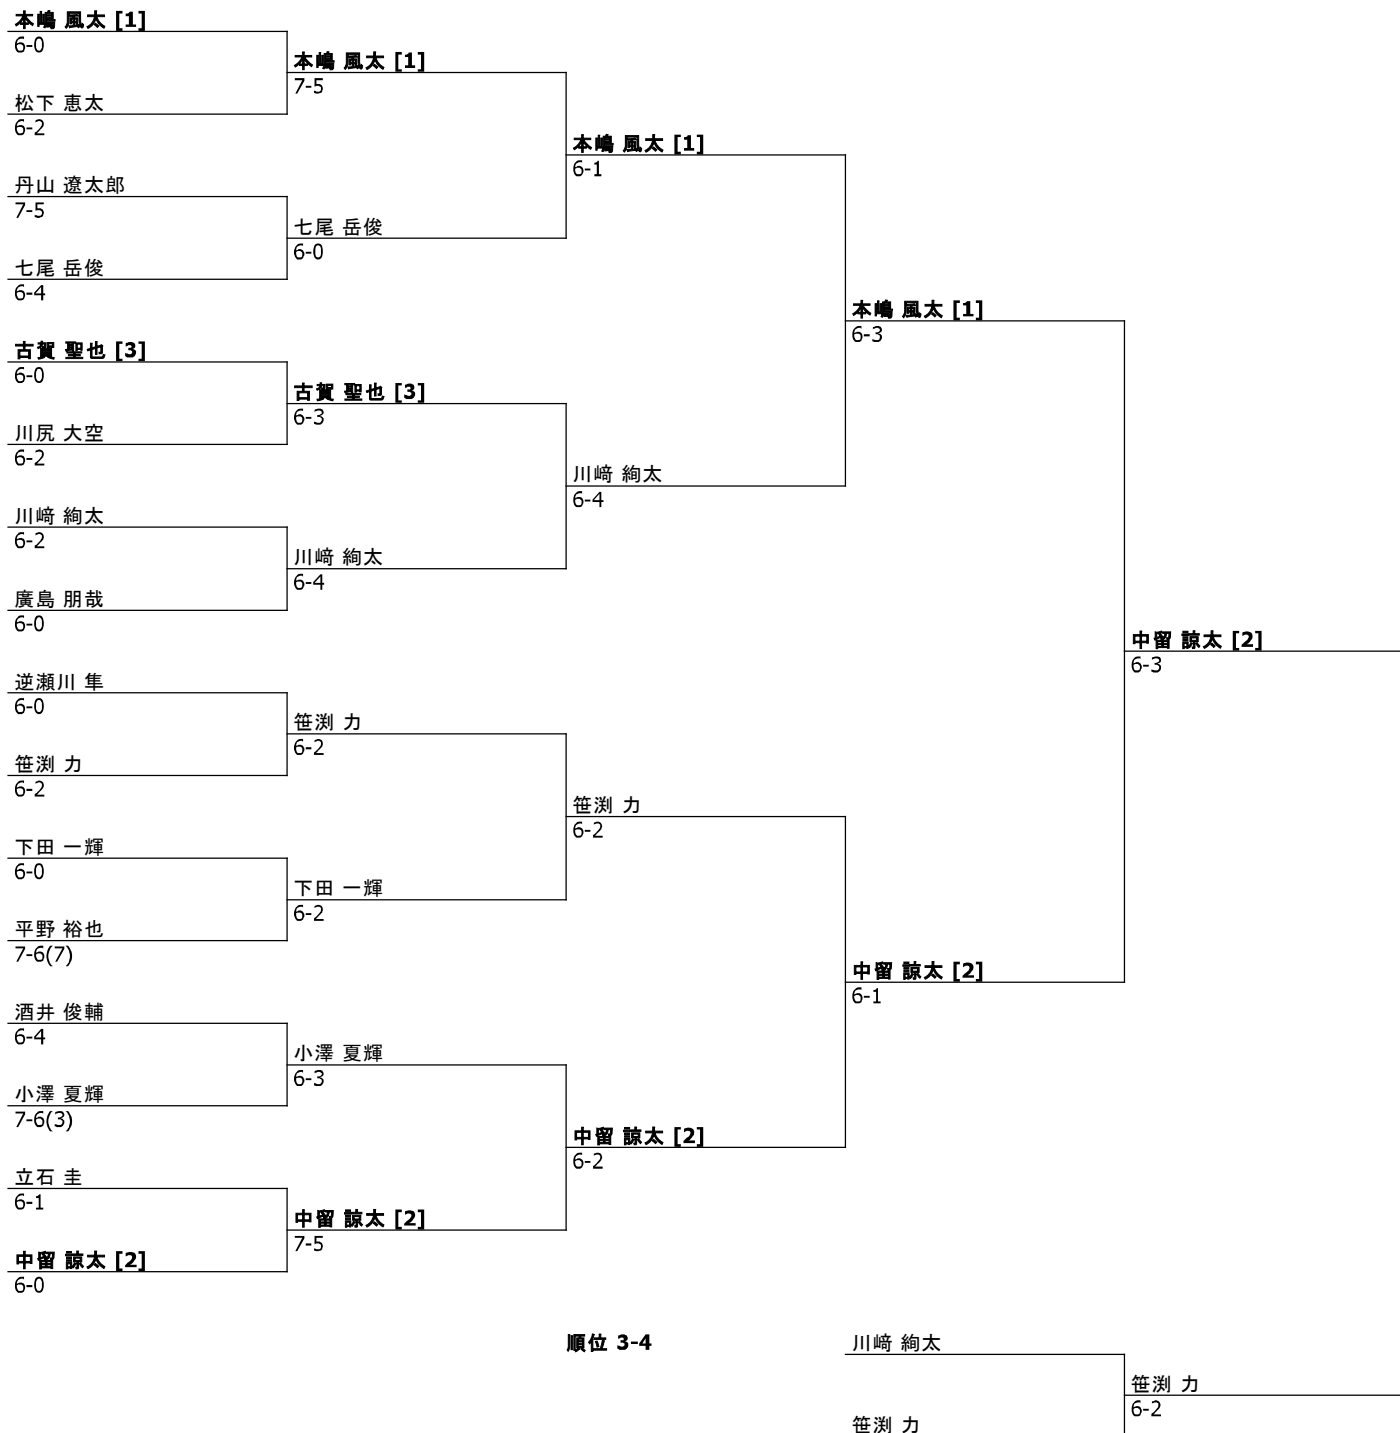 本嶋 風太 [1]
6-0
本嶋 風太 [1]
7-5
松下 恵太
6-2
本嶋 風太 [1]
6-1
丹山 遼太郎
7-5
七尾 岳俊
6-0
七尾 岳俊
6-4
本嶋 風太 [1]
6-3
古賀 聖也 [3]
6-0
古賀 聖也 [3]
6-3
川尻 大空
6-2
川﨑 絢太
6-4
川﨑 絢太
6-2
川﨑 絢太
6-4
廣島 朋哉
6-0
中留 諒太 [2]
6-3
逆瀬川 隼
6-0
笹渕 力
6-2
笹渕 力
6-2
笹渕 力
6-2
下田 一輝
6-0
下田 一輝
6-2
平野 裕也
7-6(7)
中留 諒太 [2]
6-1
酒井 俊輔
6-4
小澤 夏輝
6-3
小澤 夏輝
7-6(3)
中留 諒太 [2]
6-2
立石 圭
6-1
中留 諒太 [2]
7-5
中留 諒太 [2]
6-0
順位 3-4
川﨑 絢太
笹渕 力
6-2
笹渕 力